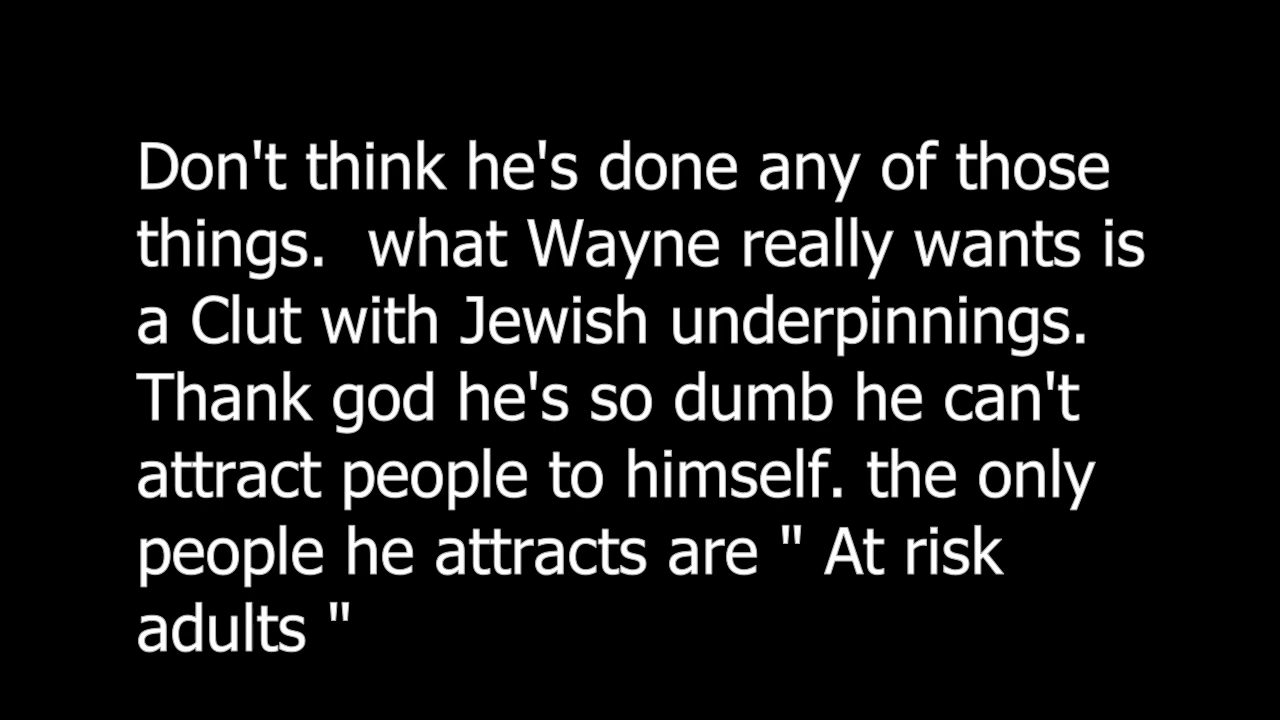 Don't think he's done any of those
things.  what Wayne really wants is
a Clut with Jewish underpinnings.
Thank god he's so dumb he can't
attract people to himself. the only
people he attracts are " At risk
adults "